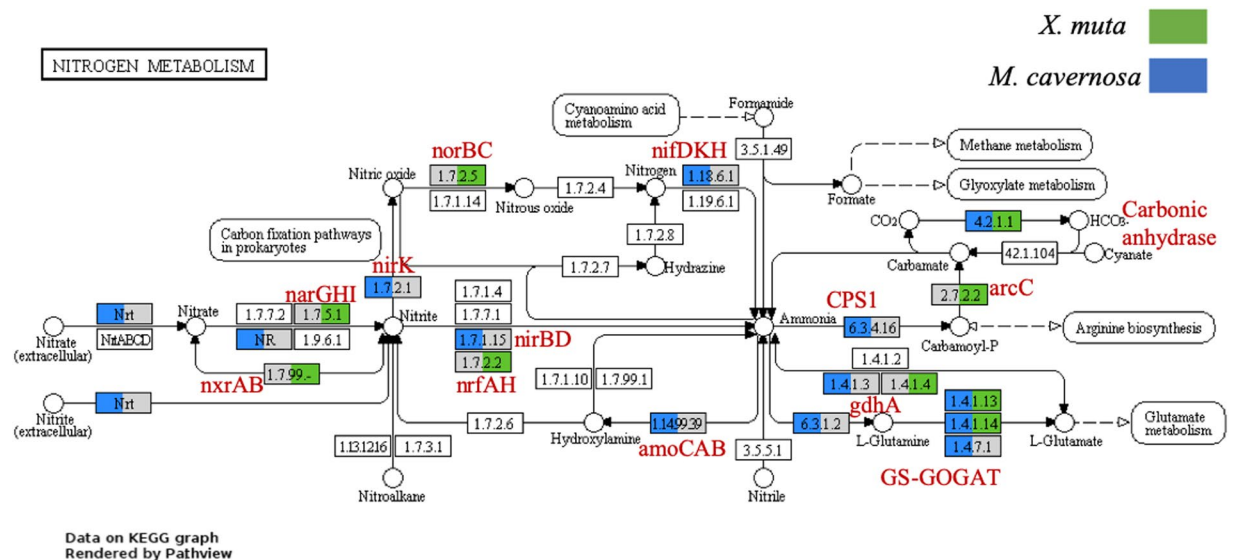 X. muta
M. cavernosa
NITROGEN METABOLISM
Cyanoamino acid
metabolism
Formamide
3.5.1.49
Methane metabolism
Glyoxylate metabolism
Formate
norBC
nifDKH
Nitric oxide
1.7.2.5
1.7.1.14
Nitrous oxide
1.7.2.4
Nitrogen
1.18.6.1
1.19.6.1
CO2
4.2.1.1
HCO3-
Carbonic
anhydrase
Carbon fixation pathways
in prokaryotes
1.7.2.8
1.7.2.7
Hydrazine
Carbamate
4.2.1.104
Cyanate
nirK
1.7.2.1
2.7.2.2
arcC
narGHI
1.7.1.4
CPS1
Nrt
NrtABCD
Nitrate
1.7.7.2
1.7.5.1
Nitrite
1.7.7.1
Ammonia
6.3.4.16
Carbamoyl-P
Arginine biosynthesis
Nitrate
(extracellular)
NR
1.9.6.1
1.7.1.15
nirBD
1.4.1.2
nxrAB
1.7.99.-
1.7.2.2
nrfAH
1.7.1.10
1.7.99.1
1.4.1.3
1.4.1.4
gdhA
Nrt
Nitrite
(extracellular)
1.7.2.6
Hydroxylamine
1.14.99.39
amoCAB
6.3.1.2
L-Glutamine
1.4.1.13
1.4.1.14
1.4.7.1
L-Glutamate
Glutamate
metabolism
1.13.12.16
1.7.3.1
3.5.5.1
GS-GOGAT
Nitroalkane
Nitrile
Data on KEGG graph
Rendered by Pathview